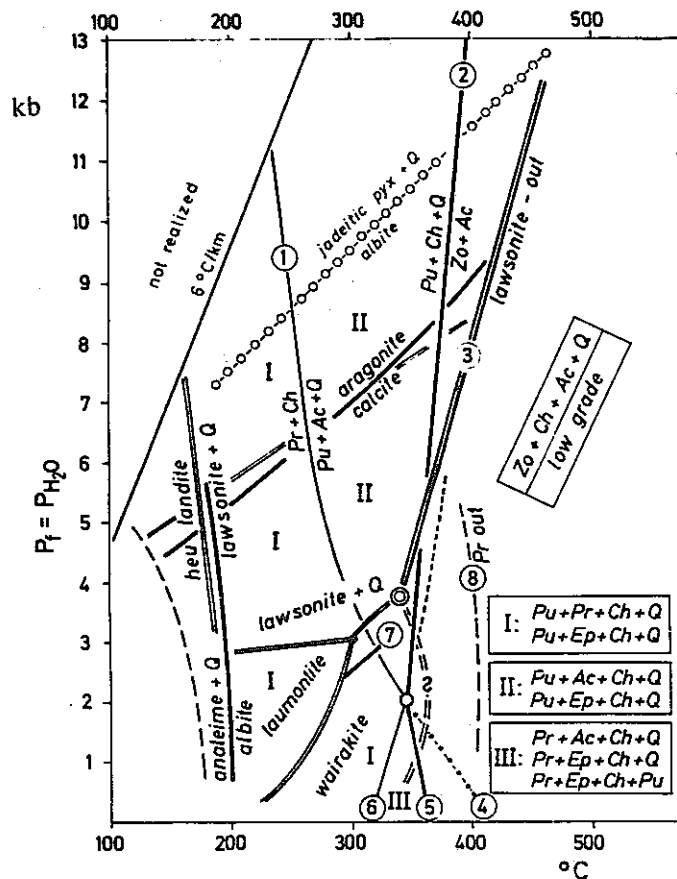 100 200 300 400
13
12
11
10
9
8
7
6
5
4
3
2
1
kb
P_f = P_H2O
not realized
6 °C/km
1
2
3
jadeitic pyx + Q
albite
Pu + Ch + Q
Zo + Ac
lawsonite - out
II
I
aragonite
calcite
Pr + Ch
Pu + Ac + Q
Zo + Ch + Ac + Q
low grade
heulandite
lawsonite + Q
I
II
Pr out
8
lawsonite + Q
7
I
laumontite
analcime + Q
albite
wairakite
I
III
6
5
4
I: Pu + Pr + Ch + Q
Pu + Ep + Ch + Q
II: Pu + Ac + Ch + Q
Pu + Ep + Ch + Q
III: Pr + Ac + Ch + Q
Pr + Ep + Ch + Q
Pr + Ep + Ch + Pu
100 200 300 400 500
°C